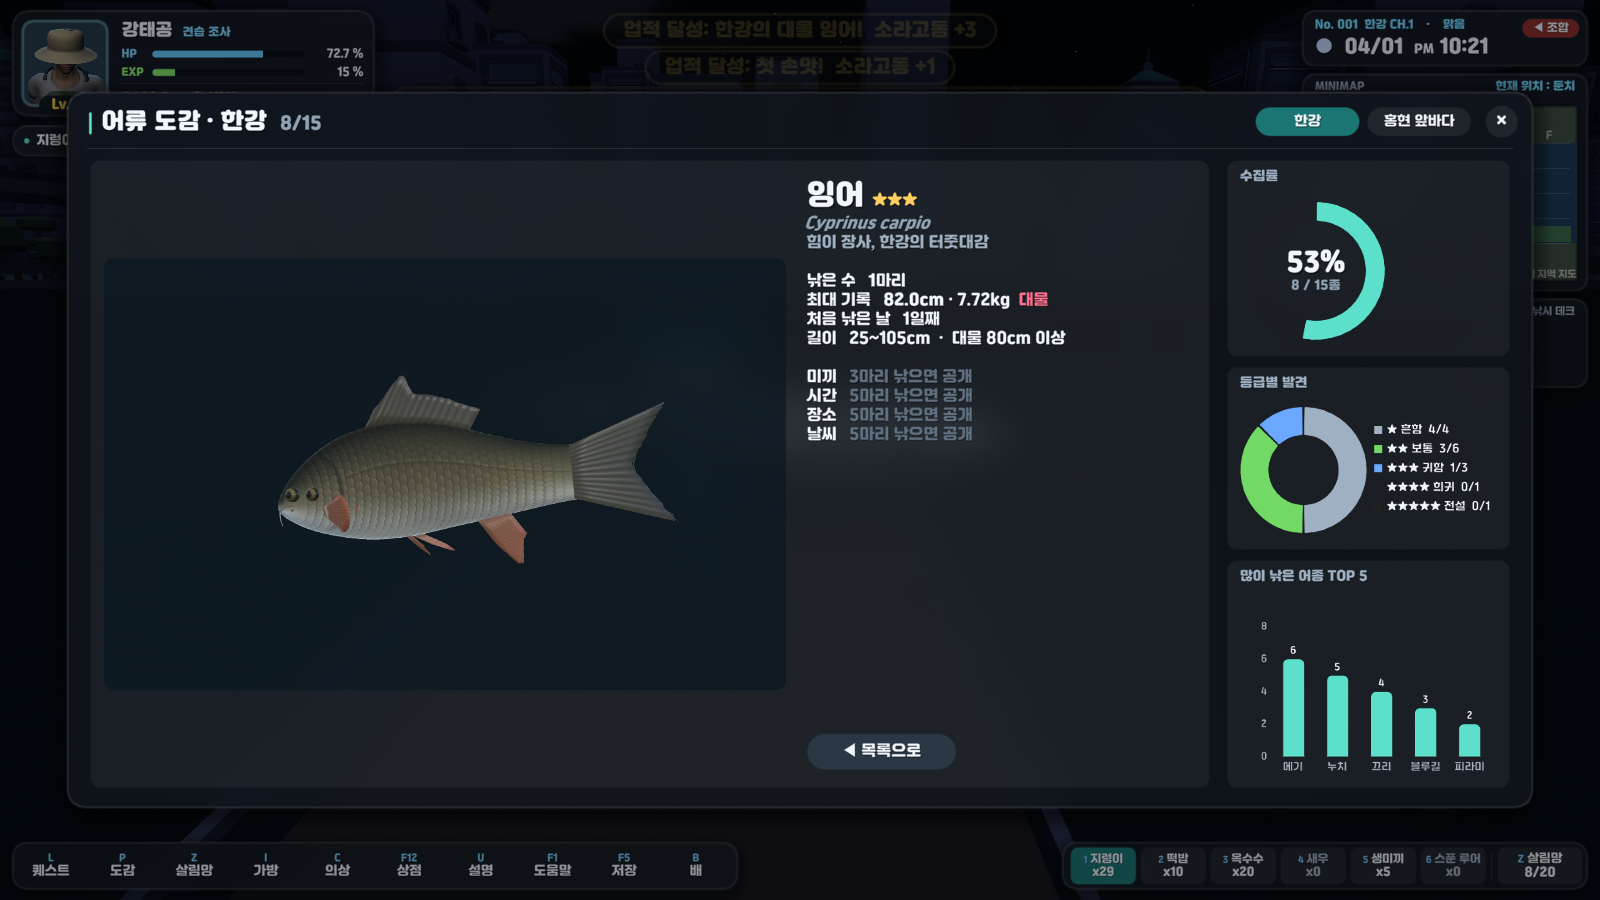 강태공 견습 조사
HP 72.7 %
EXP 15 %
Lv.
지렁이
업적 달성: 한강의 대물 잉어! 소라고동 +3
업적 달성: 첫 손맛! 소라고동 +1
No. 001 한강 CH.1 · 맑음
04/01 PM 10:21
◀ 조합
MINIMAP 현재 위치 : 둔치
F
지역 지도
낚시 데크
어류 도감 · 한강 8/15
한강
홍현 앞바다
×
잉어 ★★★
Cyprinus carpio
힘이 장사, 한강의 터줏대감
낚은 수 1마리
최대 기록 82.0cm · 7.72kg 대물
처음 낚은 날 1일째
길이 25~105cm · 대물 80cm 이상
미끼 3마리 낚으면 공개
시간 5마리 낚으면 공개
장소 5마리 낚으면 공개
날씨 5마리 낚으면 공개
◀ 목록으로
수집률
53%
8 / 15종
등급별 발견
★ 흔함 4/4
★★ 보통 3/6
★★★ 귀함 1/3
★★★★ 희귀 0/1
★★★★★ 전설 0/1
많이 낚은 어종 TOP 5
8
6
4
2
0
6
5
4
3
2
메기 누치 끄리 블루길 피라미
L 퀘스트
P 도감
Z 살림망
I 가방
C 의상
F12 상점
U 설명
F1 도움말
F5 저장
B 배
1 지렁이 x29
2 떡밥 x10
3 옥수수 x20
4 새우 x0
5 생미끼 x5
6 스푼 루어 x0
Z 살림망 8/20